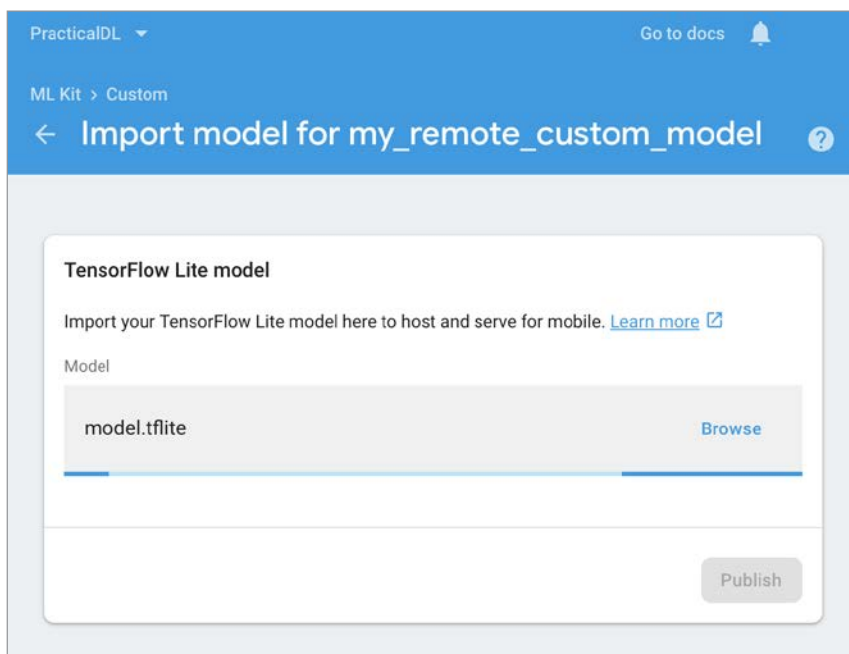 PracticalDL
Go to docs
ML Kit > Custom
Import model for my_remote_custom_model
TensorFlow Lite model
Import your TensorFlow Lite model here to host and serve for mobile. Learn more
Model
model.tflite
Browse
Publish